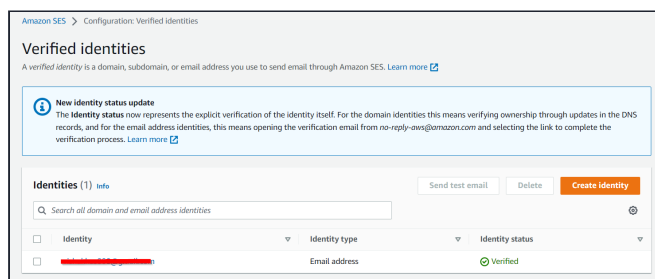 Amazon SES > Configuration: Verified identities
Verified identities
A verified identity is a domain, subdomain, or email address you use to send email through Amazon SES. Learn more
New identity status update
The Identity status now represents the explicit verification of the identity itself. For the domain identities this means verifying ownership through updates in the DNS
records, and for the email address identities, this means opening the verification email from no-reply-aws@amazon.com and selecting the link to complete the
verification process. Learn more
Identities (1) Info
Send test email
Delete
Create identity
Search all domain and email address identities
Identity
Identity type
Identity status
Email address
Verified